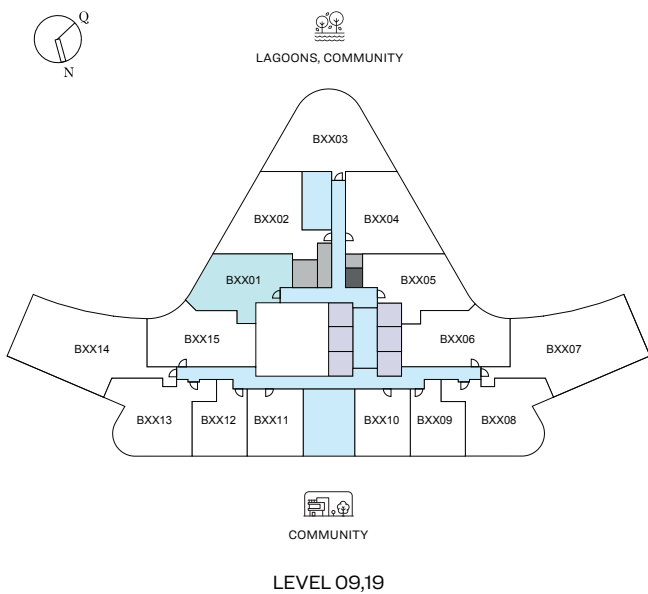 Q
N
LAGOONS, COMMUNITY
BXX03
BXX02
BXX04
BXX01
BXX05
BXX14
BXX15
BXX06
BXX07
BXX13
BXX12
BXX11
BXX10
BXX09
BXX08
COMMUNITY
LEVEL 09,19